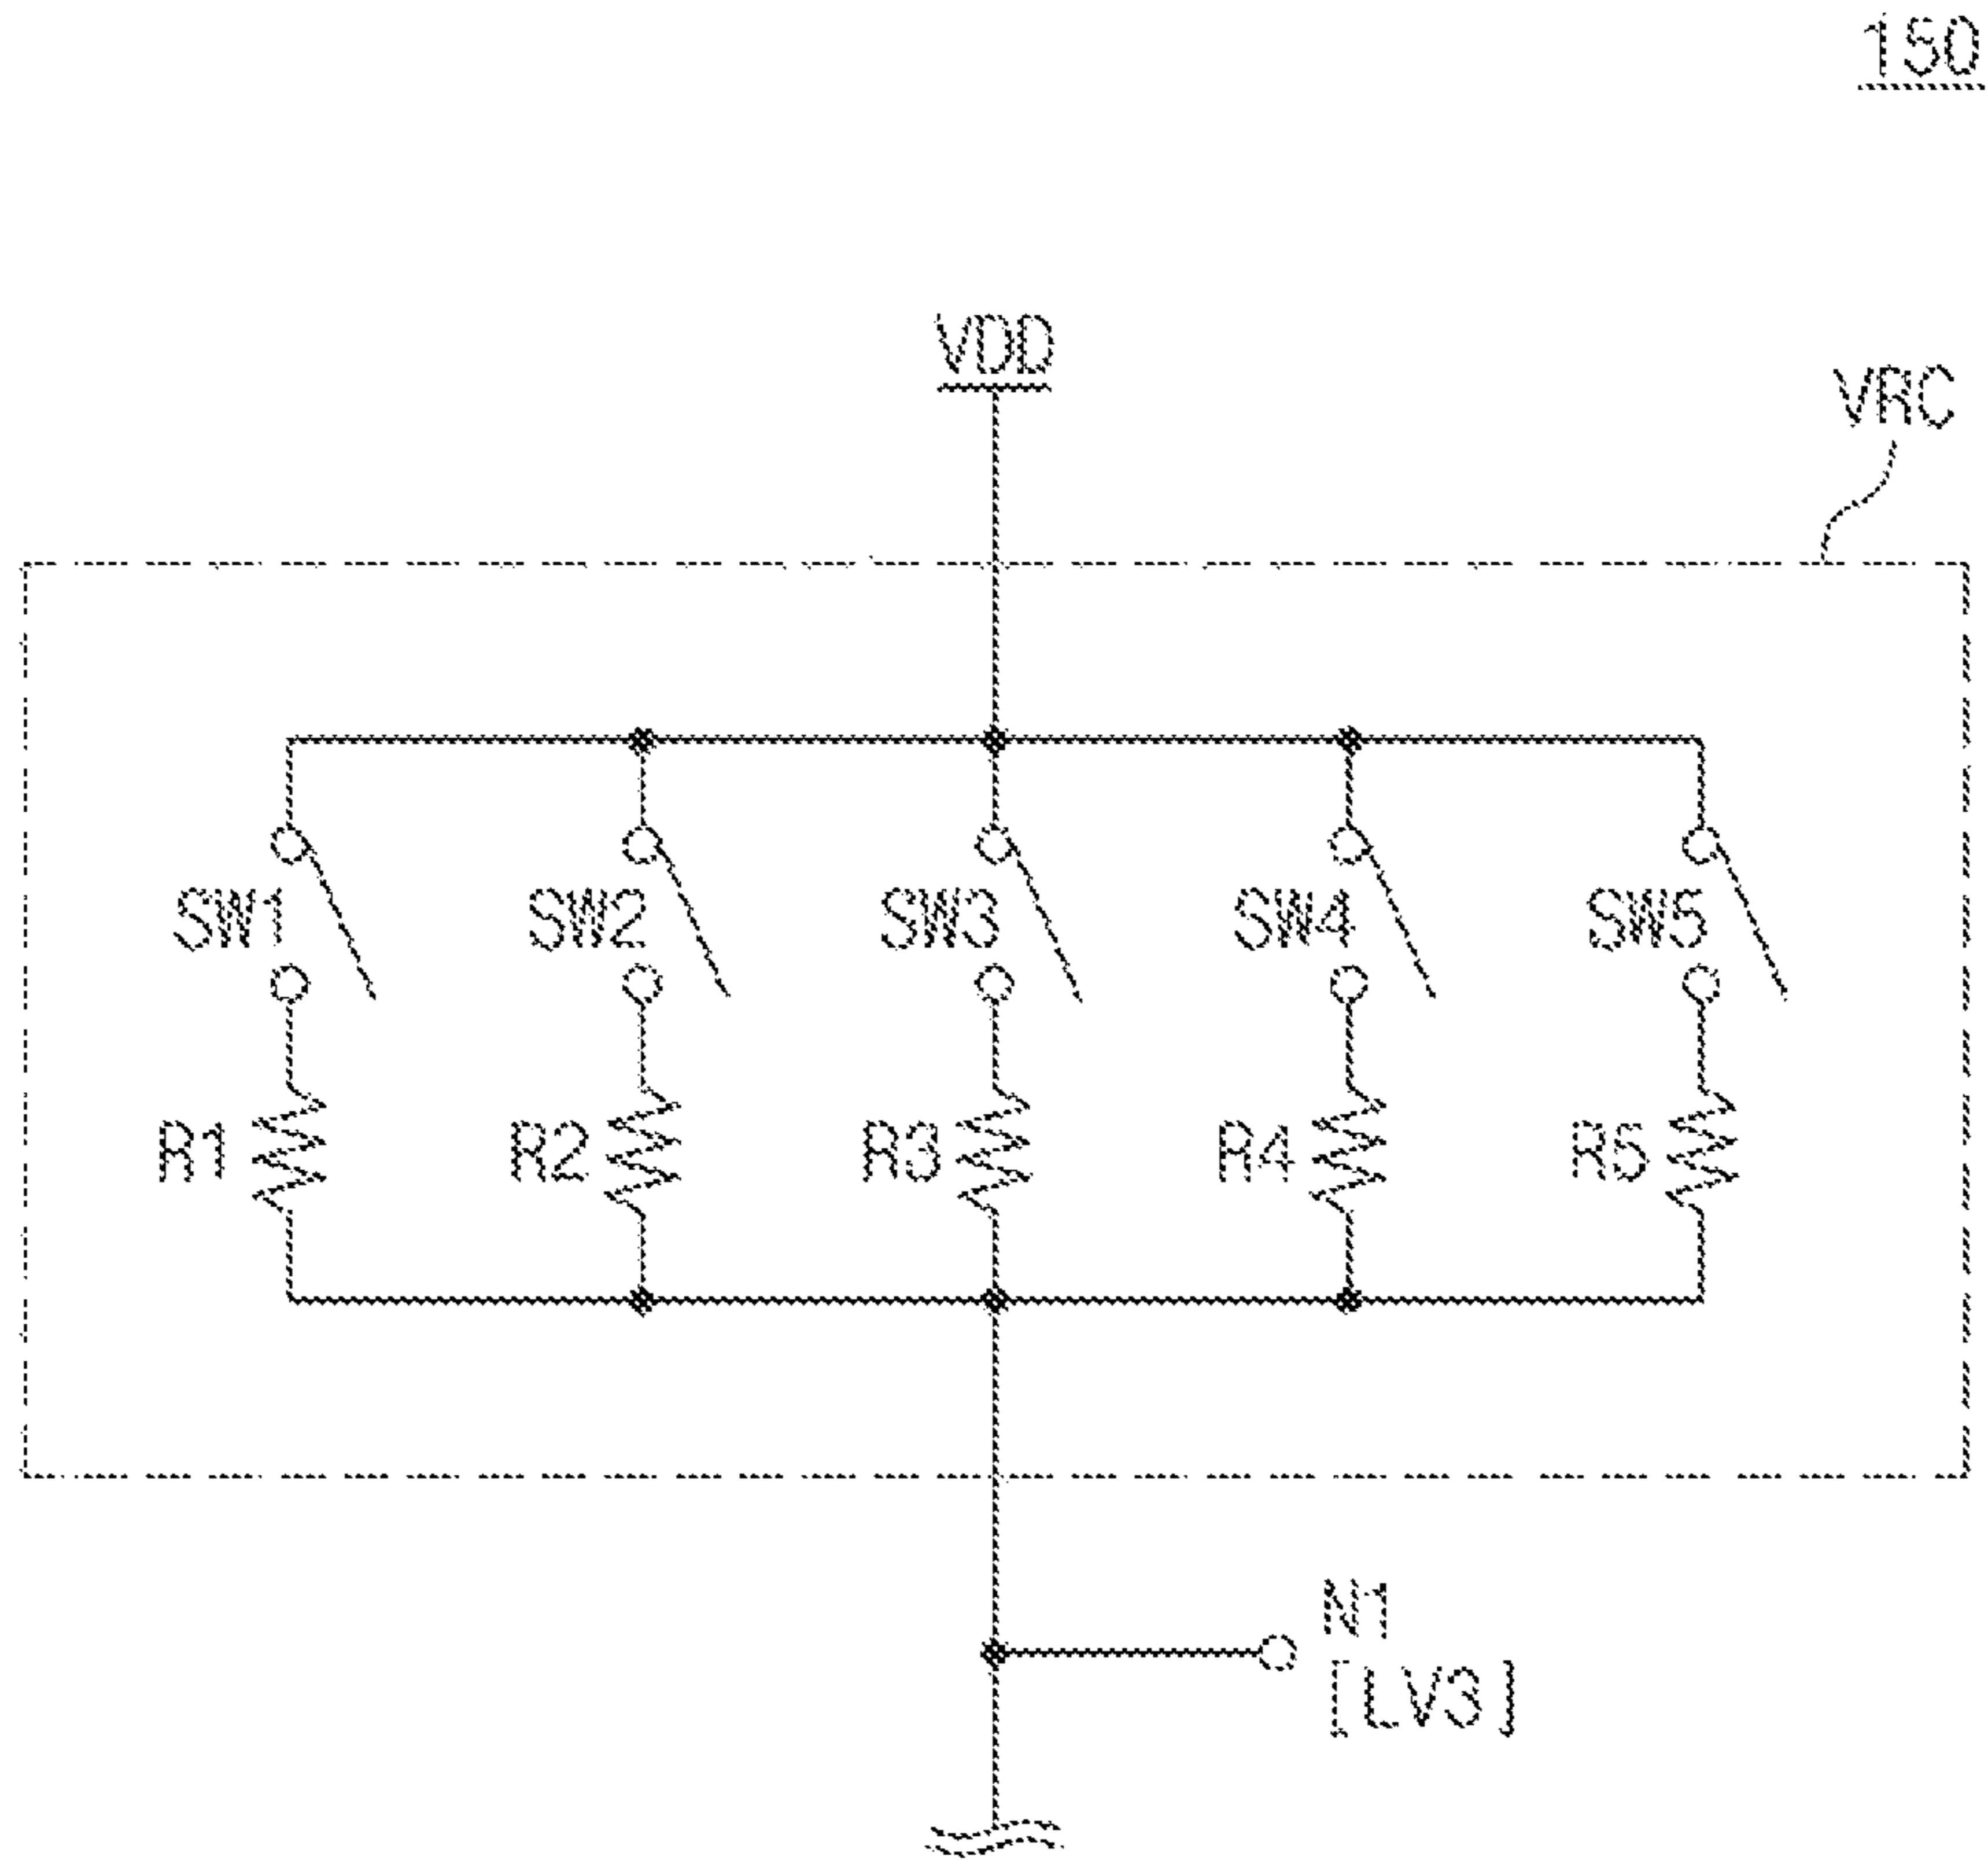 150
VDD
VRC
SW1 SW2 SW3 SW4 SW5
R1 R2 R3 R4 R5
N1
[LV3]